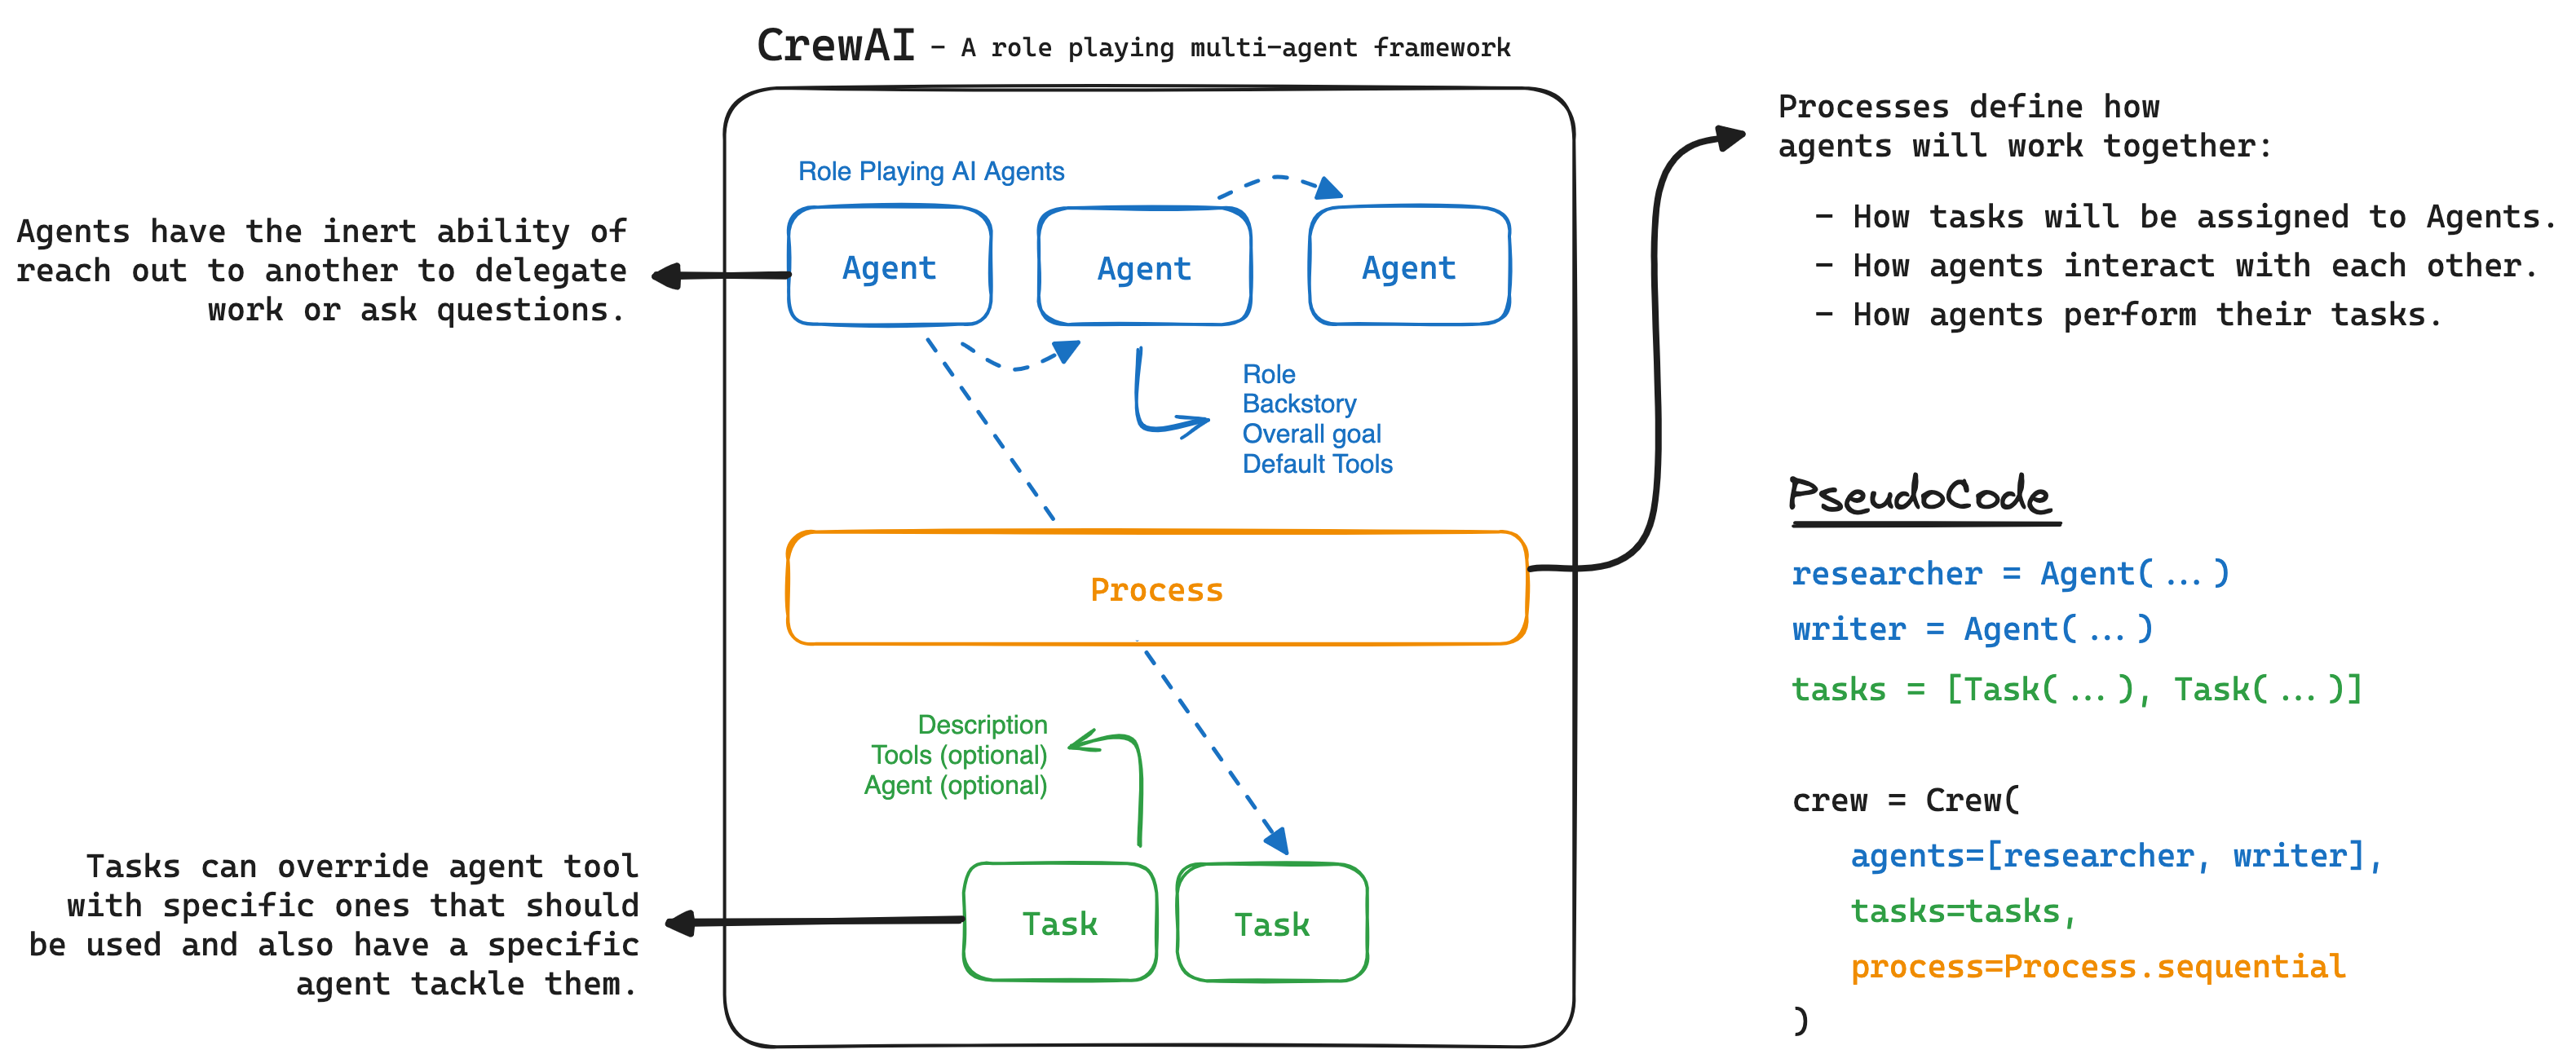 CrewAI - A role playing multi-agent framework
Role Playing AI Agents
Agent
Agent
Agent
Agents have the inert ability of
reach out to another to delegate
work or ask questions.
Role
Backstory
Overall goal
Default Tools
Process
Description
Tools (optional)
Agent (optional)
Task
Task
Tasks can override agent tool
with specific ones that should
be used and also have a specific
agent tackle them.
Processes define how
agents will work together:
- How tasks will be assigned to Agents.
- How agents interact with each other.
- How agents perform their tasks.
PseudoCode
researcher = Agent(...)
writer = Agent(...)
tasks = [Task(...), Task(...)]
crew = Crew(
agents=[researcher, writer],
tasks=tasks,
process=Process.sequential
)